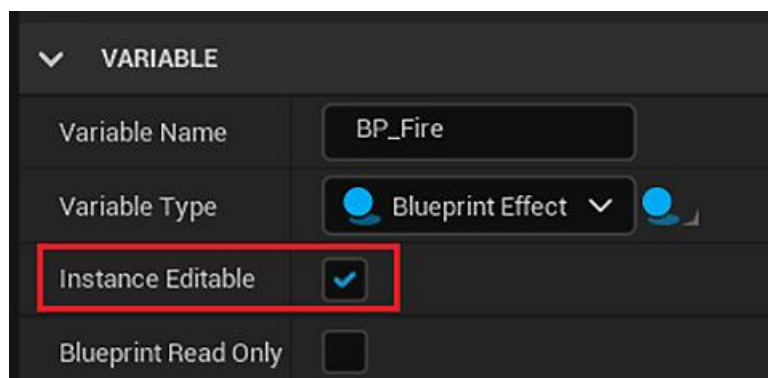 VARIABLE
Variable Name BP_Fire
Variable Type Blueprint Effect
Instance Editable
Blueprint Read Only